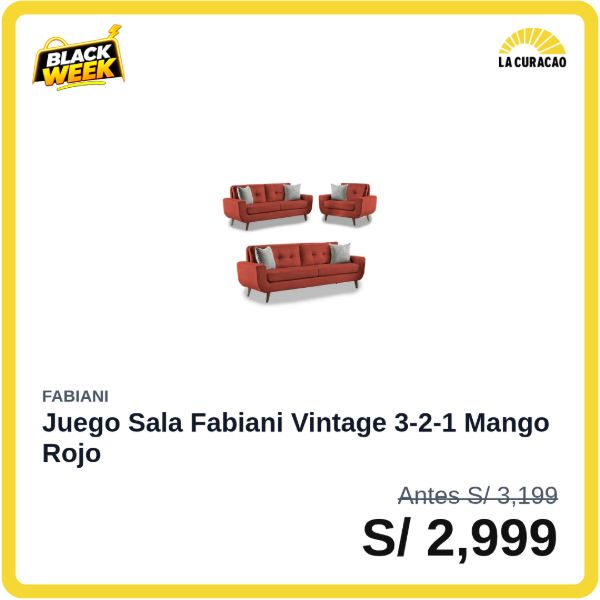 BLACK
WEEK
LA CURACAO
FABIANI
Juego Sala Fabiani Vintage 3-2-1 Mango
Rojo
Antes S/ 3,199
S/ 2,999